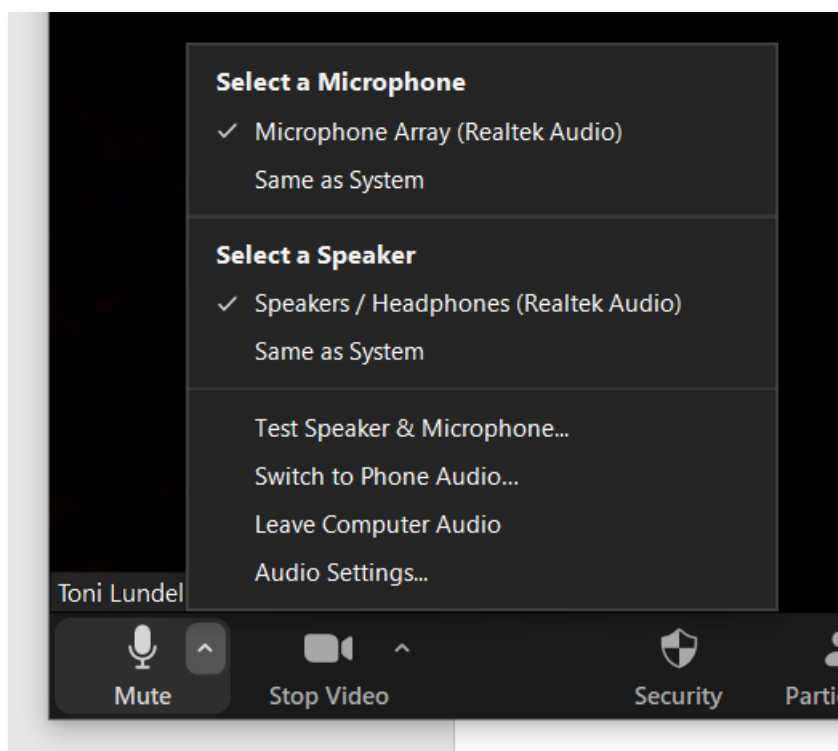 Select a Microphone
Microphone Array (Realtek Audio)
Same as System
Select a Speaker
Speakers / Headphones (Realtek Audio)
Same as System
Test Speaker & Microphone...
Switch to Phone Audio...
Leave Computer Audio
Audio Settings...
Toni Lundel
Mute
Stop Video
Security
Parti